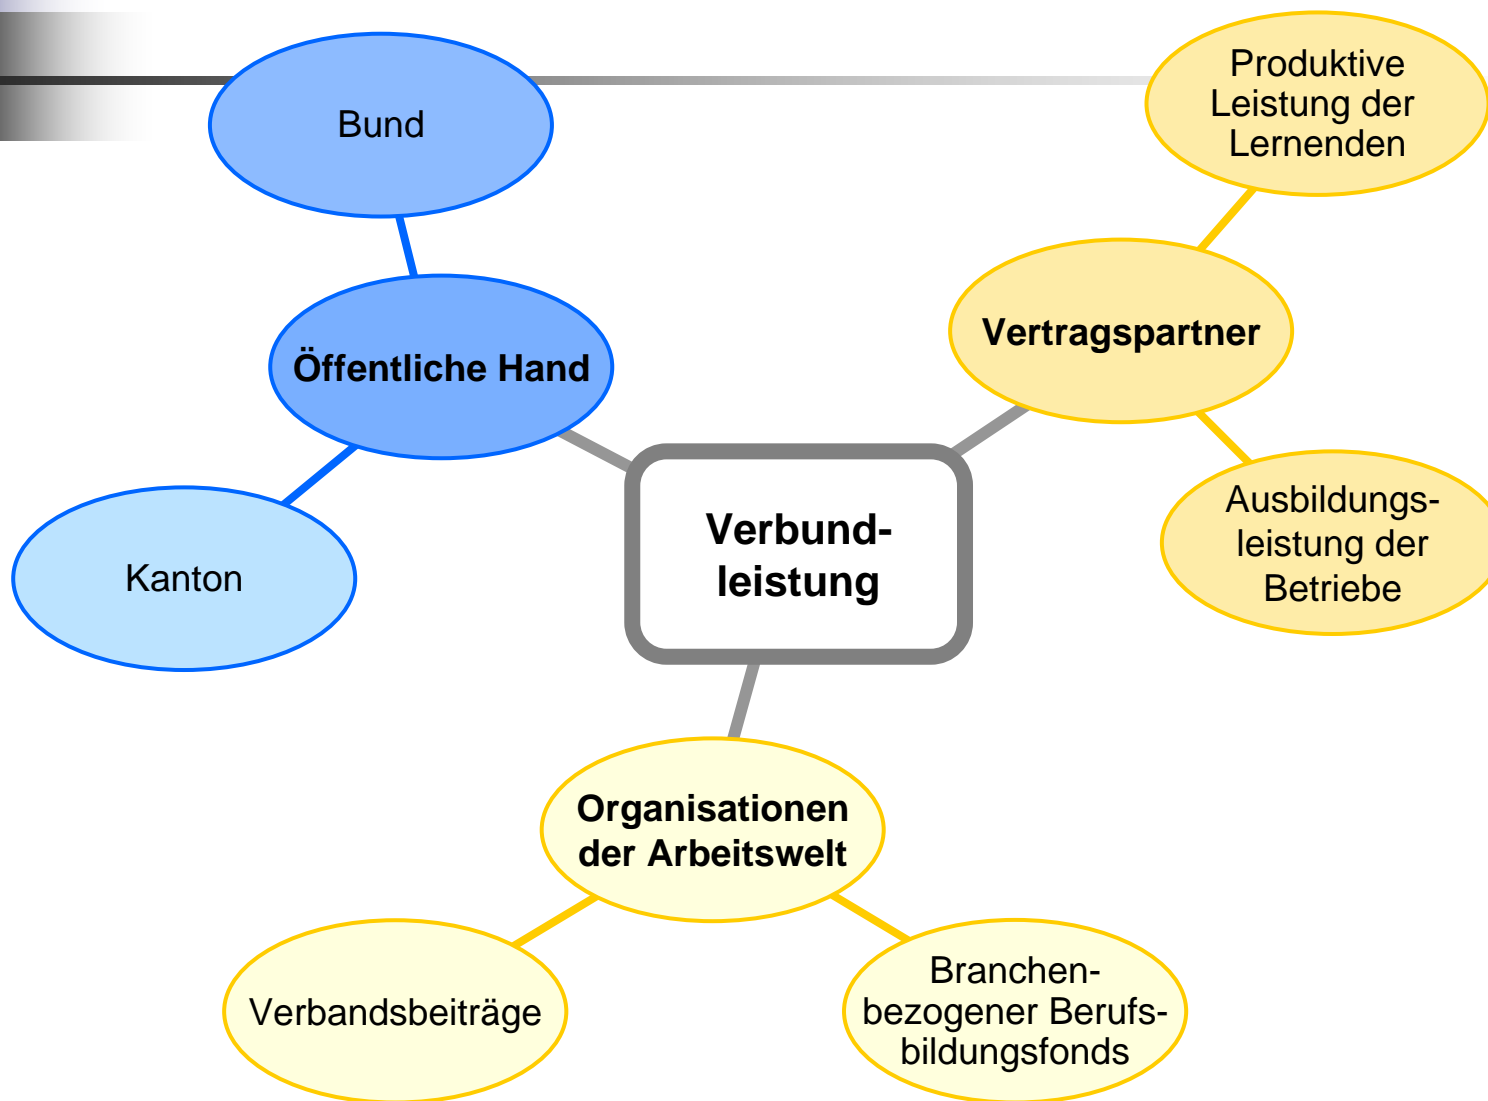 Bund
Produktive
Leistung der
Lernenden
Öffentliche Hand
Vertragspartner
Kanton
Verbund-
leistung
Ausbildungs-
leistung der
Betriebe
Organisationen
der Arbeitswelt
Verbandsbeiträge
Branchen-
bezogener Berufs-
bildungsfonds